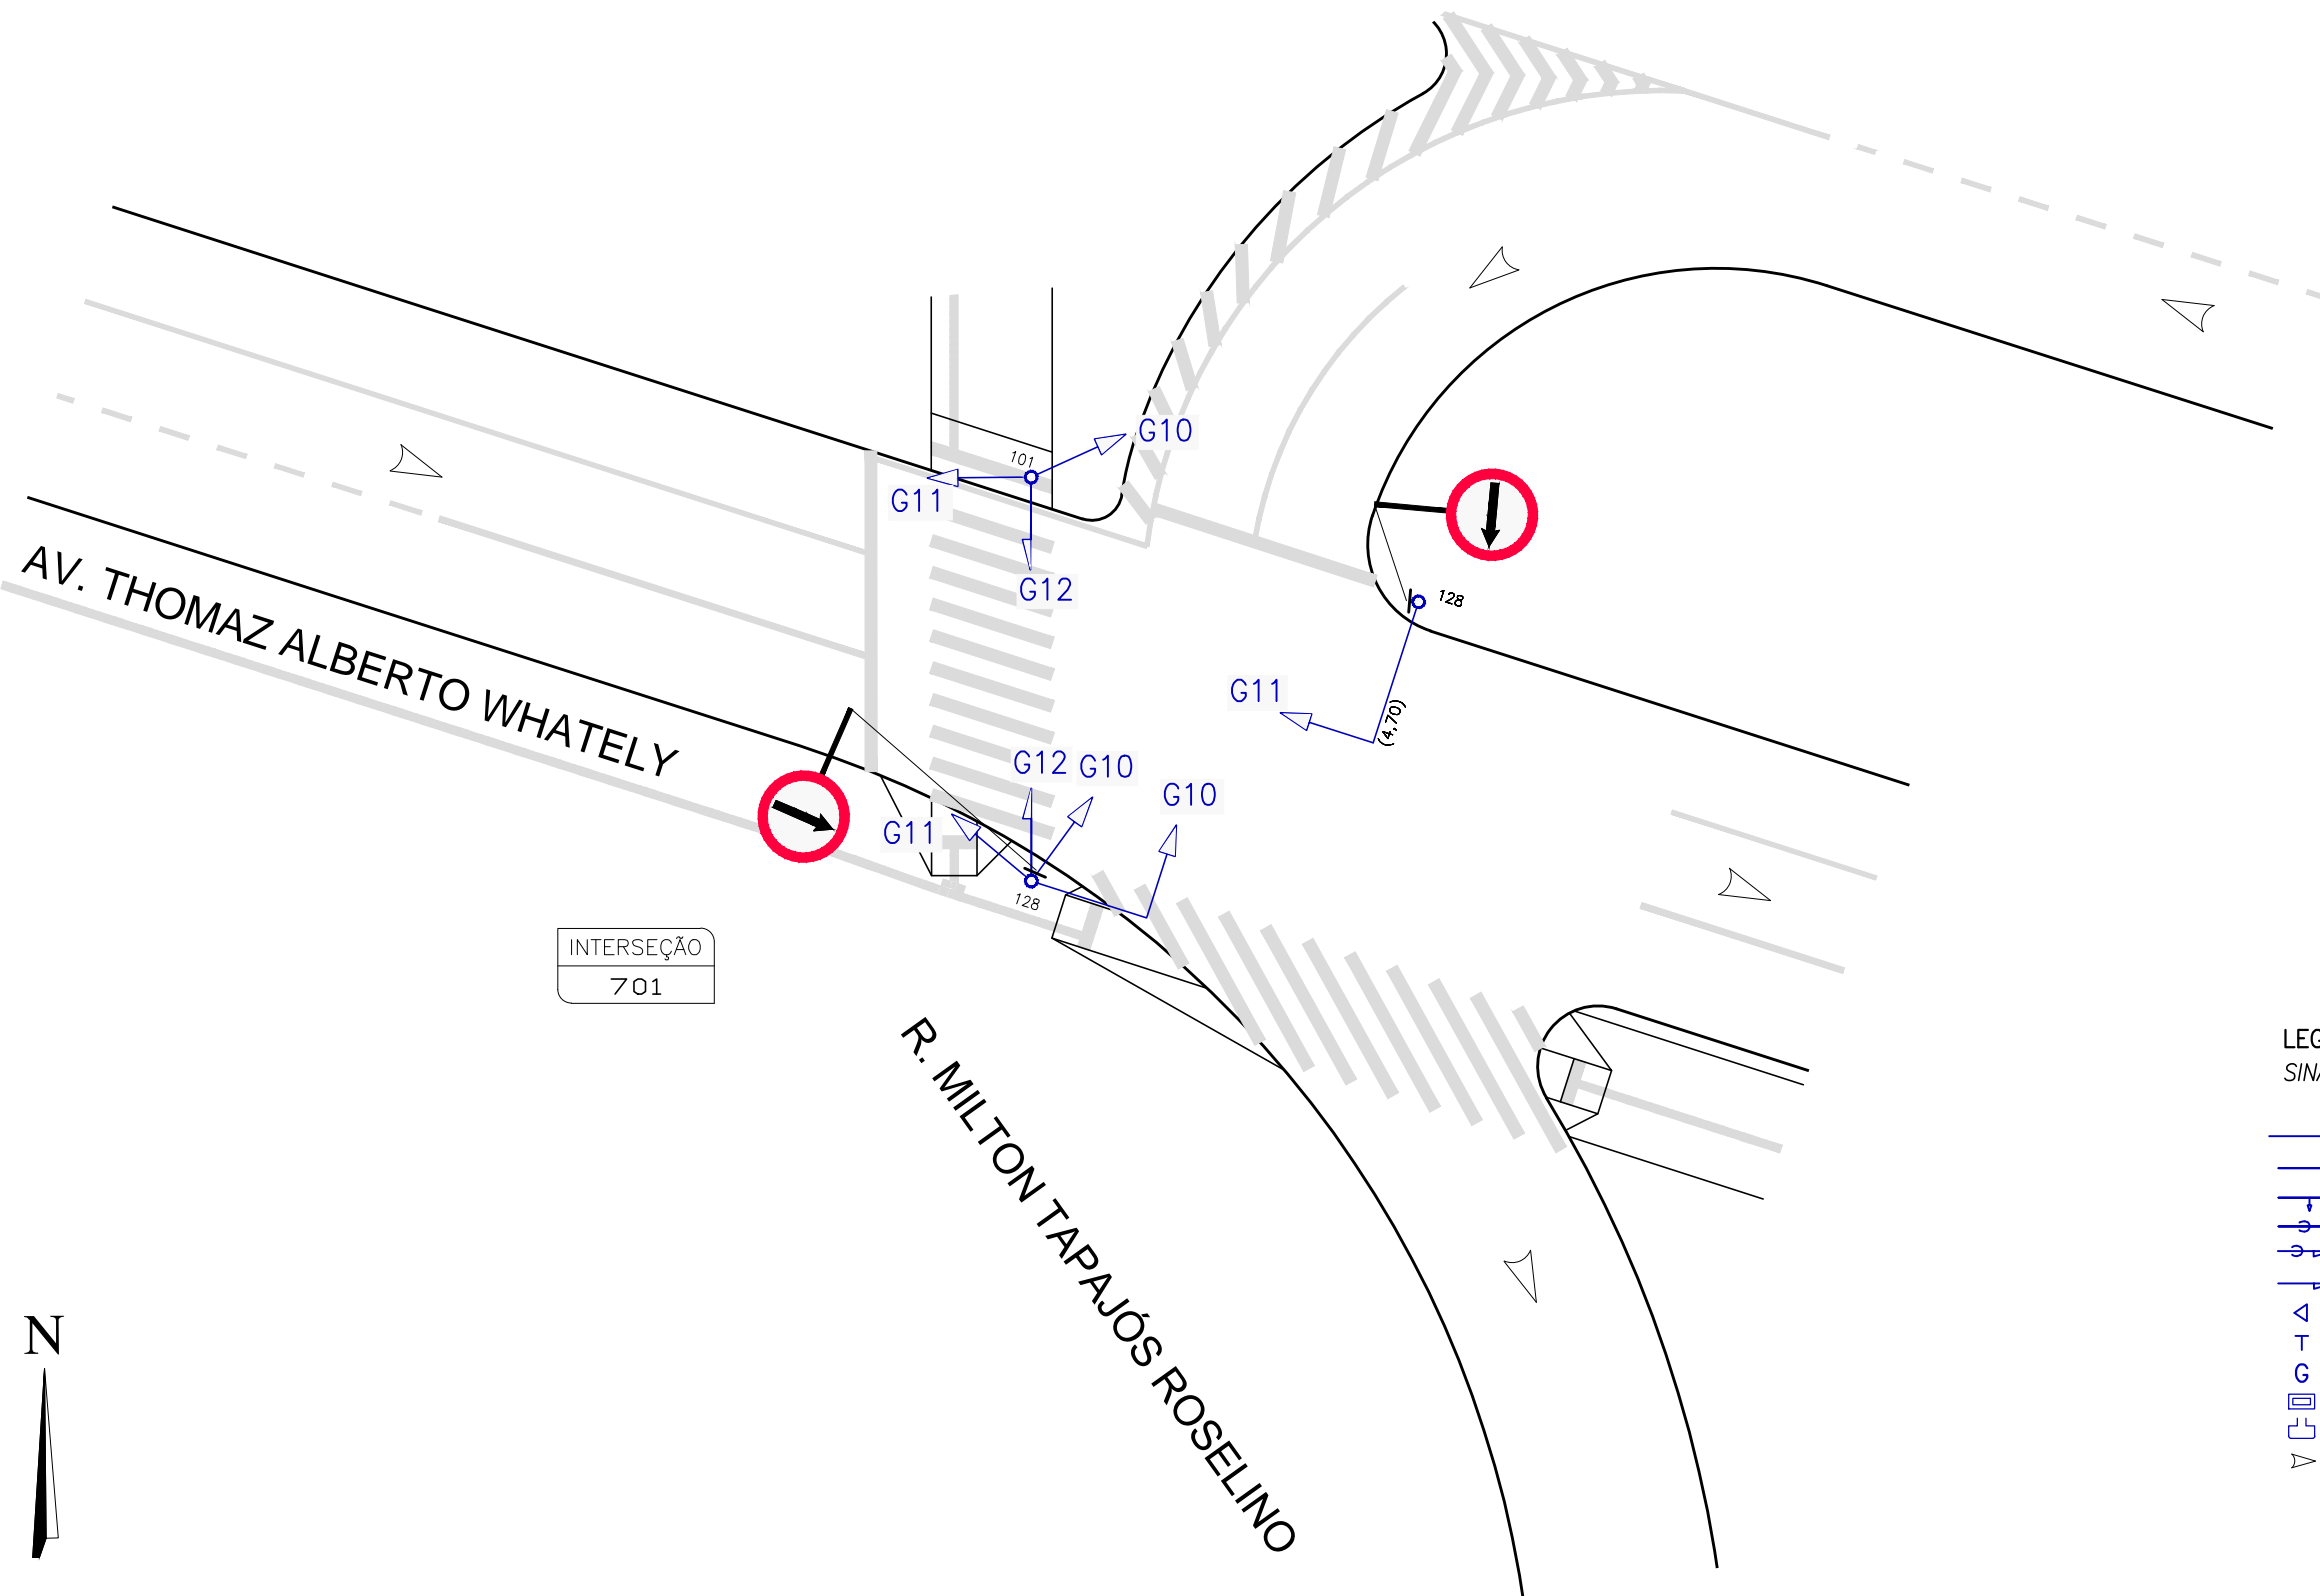 G10
101
G11
G12
128
G11
(4,70)
AV. THOMAZ ALBERTO WHATELY
G12
G10
G10
G11
128
INTERSEÇÃO
701
R. MILTON TAPAJÓS ROSELINO
LEG
SINA
T
G
N